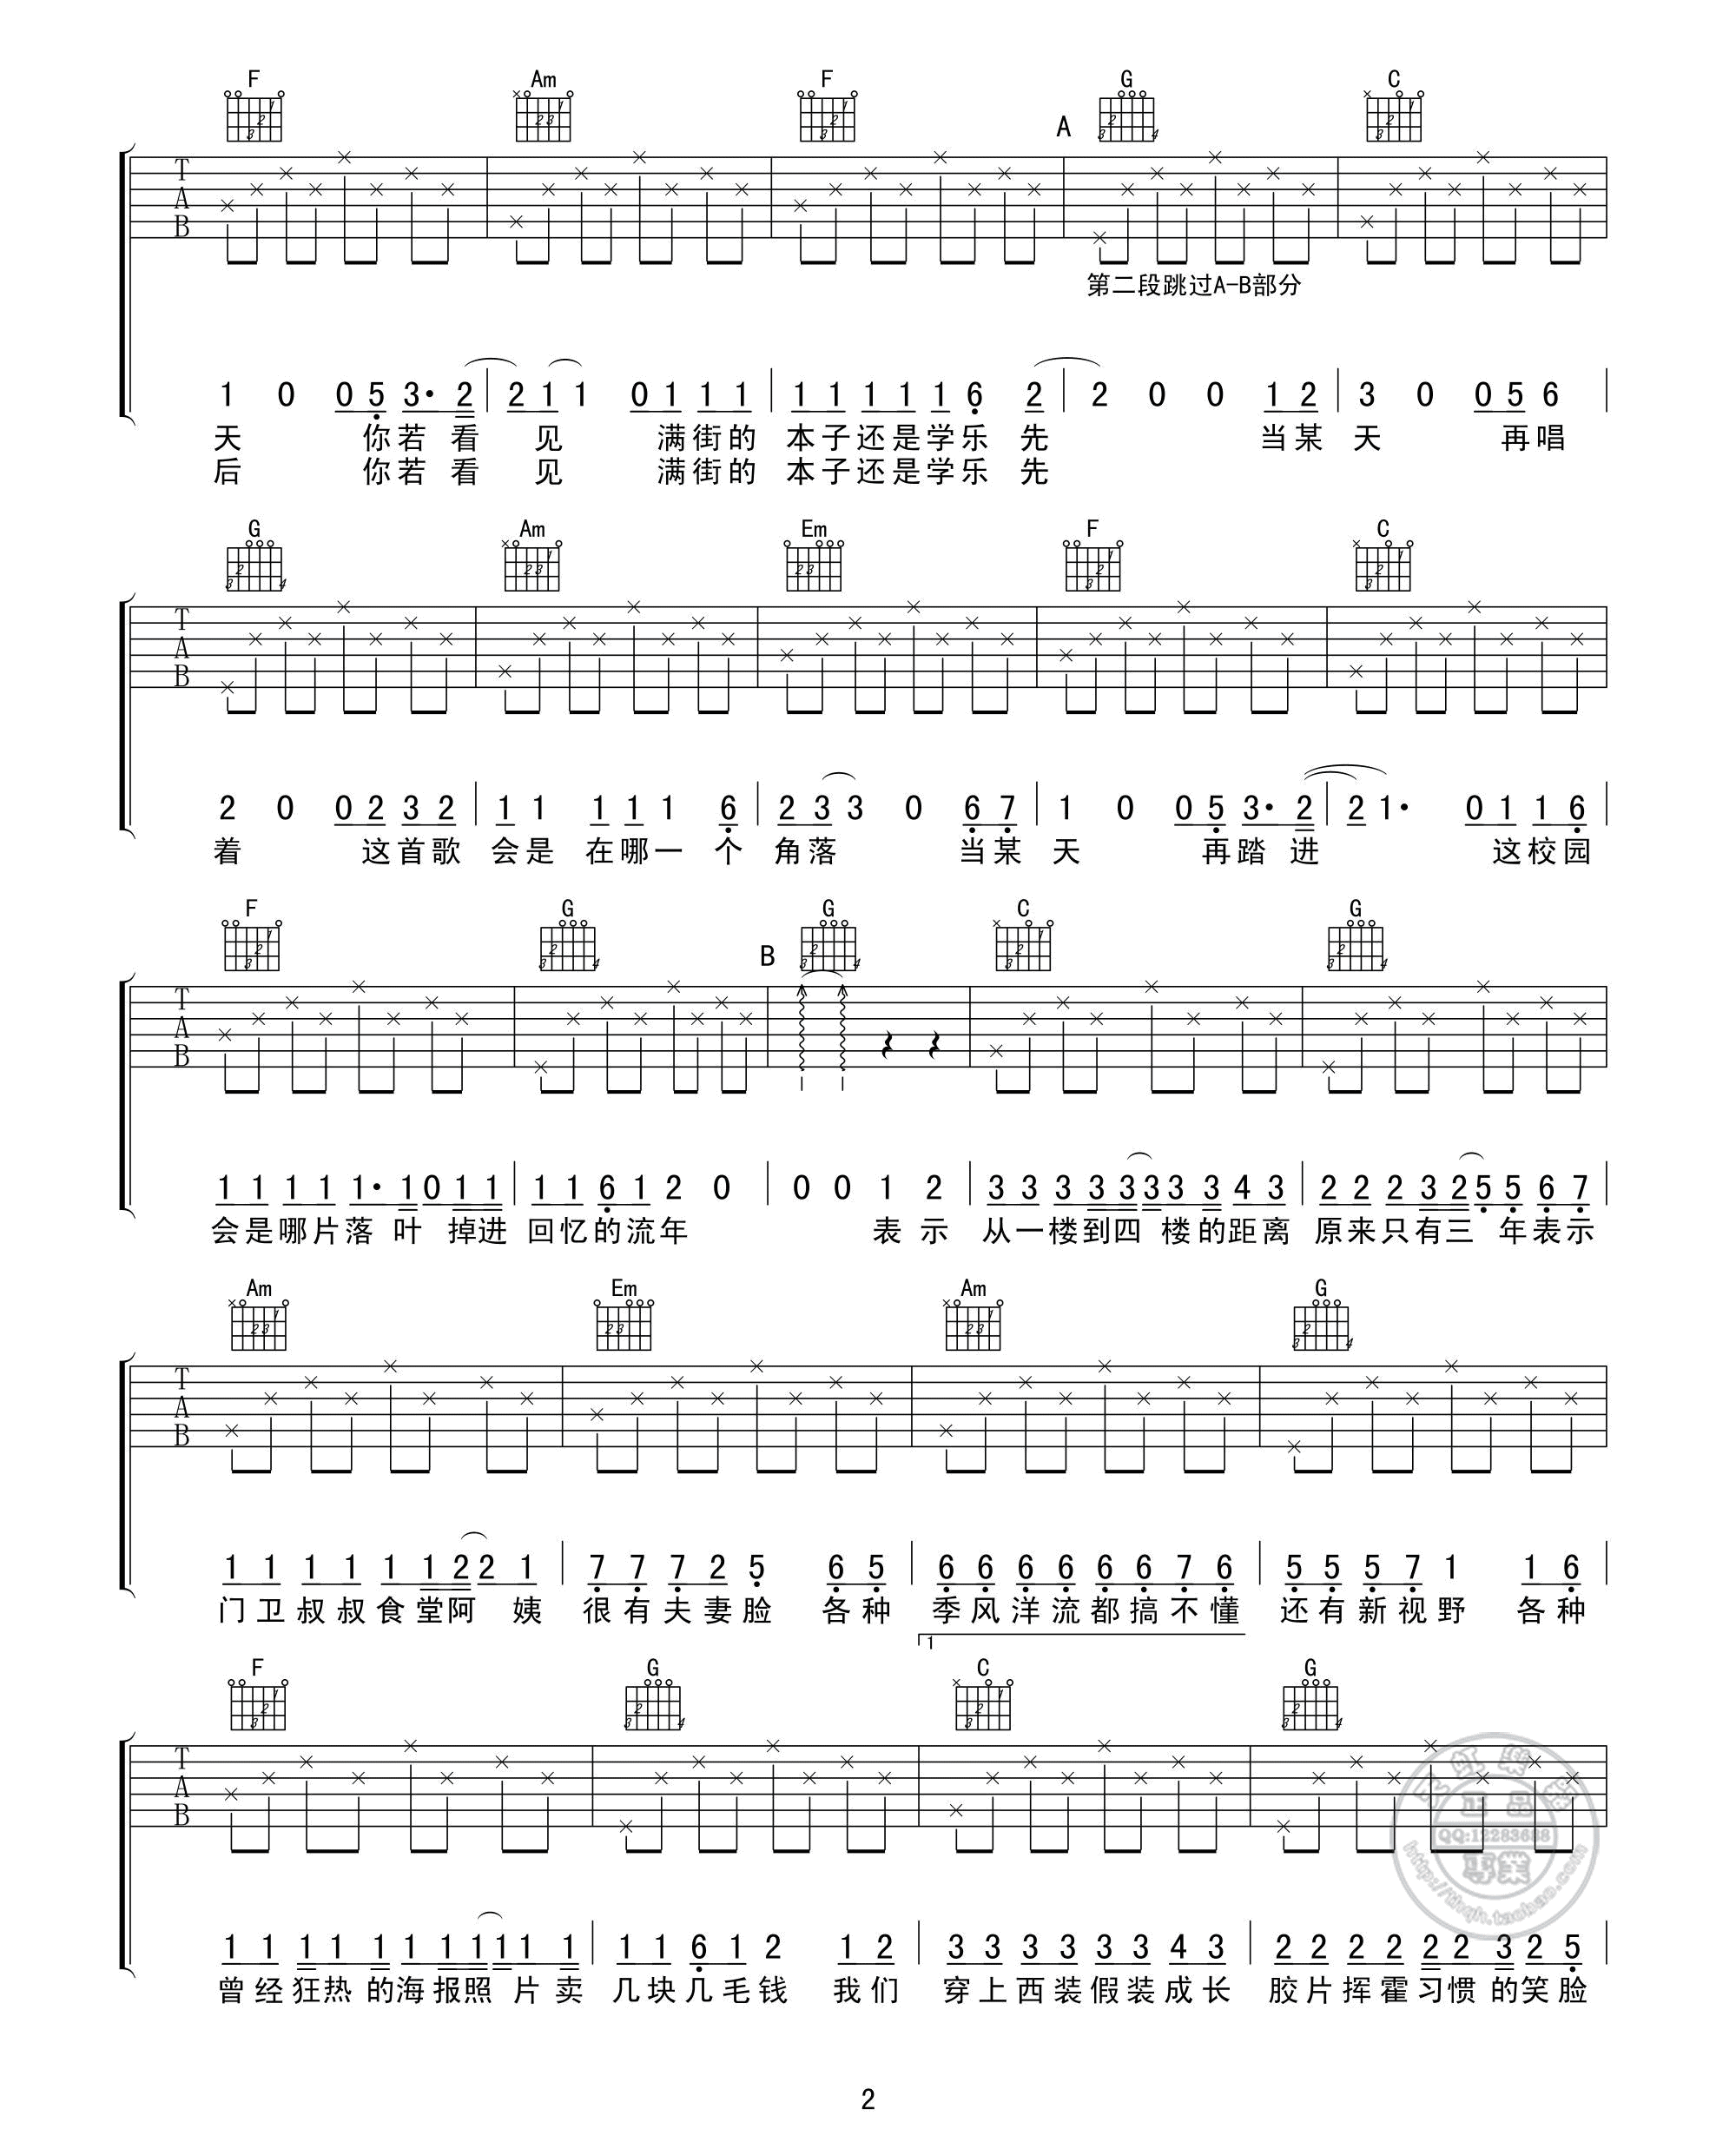 F Am F A G C
T
A
B
第二段跳过A-B部分
1 0 0 5 3· 2 | 2 1 1 0 1 1 1 | 1 1 1 1 1 6 2 | 2 0 0 1 2 | 3 0 0 5 6 |
天 你若看 见 满街的 本子还是学乐 先 当某 天 再唱
后 你若看 见 满街的 本子还是学乐 先
G Am Em F C
T
A
B
2 0 0 2 3 2 | 1 1 1 1 1 6 | 2 3 3 0 6 7 | 1 0 0 5 3· 2 | 2 1· 0 1 1 6
着 这首歌 会是 在哪一 个 角落 当某 天 再踏 进 这校园
F G B G C G
T
A
B
1 1 1 1 1· 1 0 1 1 | 1 1 6 1 2 0 | 0 0 1 2 | 3 3 3 3 3 3 3 3 4 3 | 2 2 2 3 2 5 5 6 7 |
会是哪片落 叶 掉进 回忆的流年 表 示 从一楼到四 楼的距离 原来只有三 年表示
Am Em Am G
T
A
B
1 1 1 1 1 1 2 2 1 | 7 7 7 2 5 6 5 | 6 6 6 6 6 6 7 6 | 5 5 5 7 1 1 6 |
门卫叔叔食堂阿 姨 很有夫妻脸 各种 季风洋流都搞不懂 还有新视野 各种
1
F G C G
T
A
B
1 1 1 1 1 1 1 1 1 1 1 | 1 1 6 1 2 1 2 | 3 3 3 3 3 3 4 3 | 2 2 2 2 2 2 3 2 5 |
曾经狂热的海报照 片 卖 几块几毛钱 我们 穿上西装假装成长 胶片挥霍习惯的笑脸
正品
QQ:12283688
專業
http://tihqh.taobao.com
2